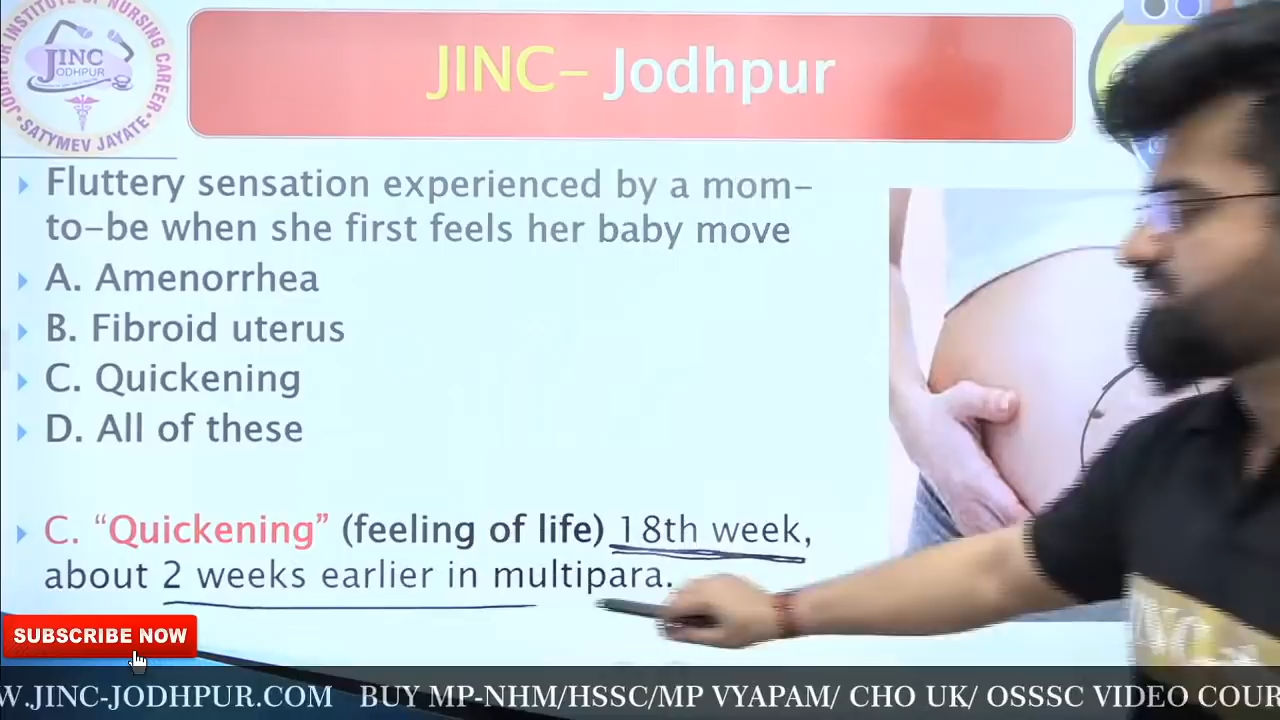 JODHPUR INSTITUTE OF NURSING CAREER
JINC
JODHPUR
SATYMEV JAYATE
JINC- Jodhpur
Fluttery sensation experienced by a mom-
to-be when she first feels her baby move
A. Amenorrhea
B. Fibroid uterus
C. Quickening
D. All of these
C. “Quickening” (feeling of life) 18th week,
about 2 weeks earlier in multipara.
SUBSCRIBE NOW
W.JINC-JODHPUR.COM BUY MP-NHM/HSSC/MP VYAPAM/ CHO UK/ OSSSC VIDEO COUR